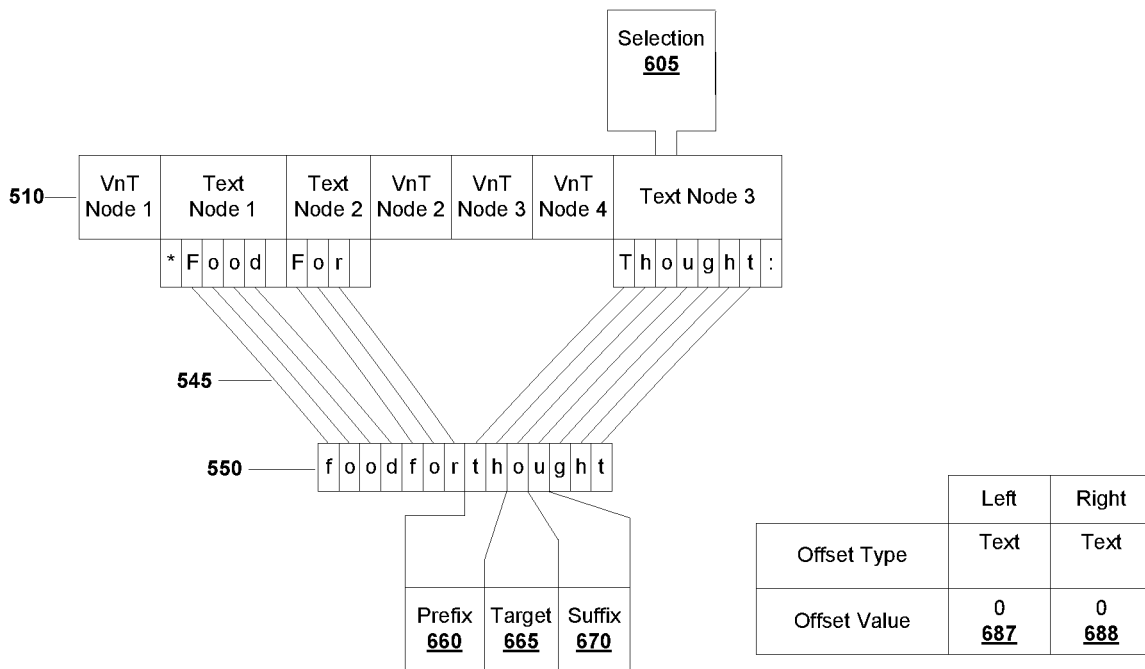 Selection
605
510
VnT Node 1
Text Node 1
Text Node 2
VnT Node 2
VnT Node 3
VnT Node 4
Text Node 3
* F o o d F o r
T h o u g h t :
545
550
f o o d f o r t h o u g h t
Prefix
660
Target
665
Suffix
670
Left Right
Offset Type Text Text
Offset Value 0 0
687 688